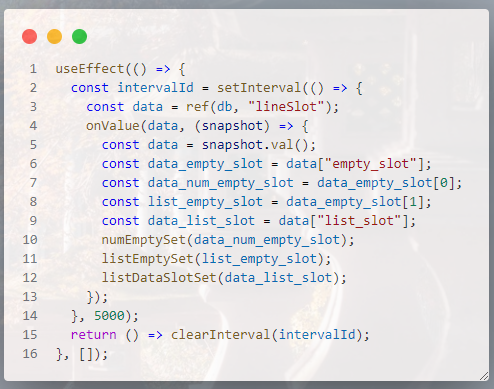 1 useEffect(() => {
2   const intervalId = setInterval(() => {
3     const data = ref(db, "lineSlot");
4     onValue(data, (snapshot) => {
5       const data = snapshot.val();
6       const data_empty_slot = data["empty_slot"];
7       const data_num_empty_slot = data_empty_slot[0];
8       const list_empty_slot = data_empty_slot[1];
9       const data_list_slot = data["list_slot"];
10       numEmptySet(data_num_empty_slot);
11       listEmptySet(list_empty_slot);
12       listDataSlotSet(data_list_slot);
13     });
14   }, 5000);
15   return () => clearInterval(intervalId);
16 }, []);